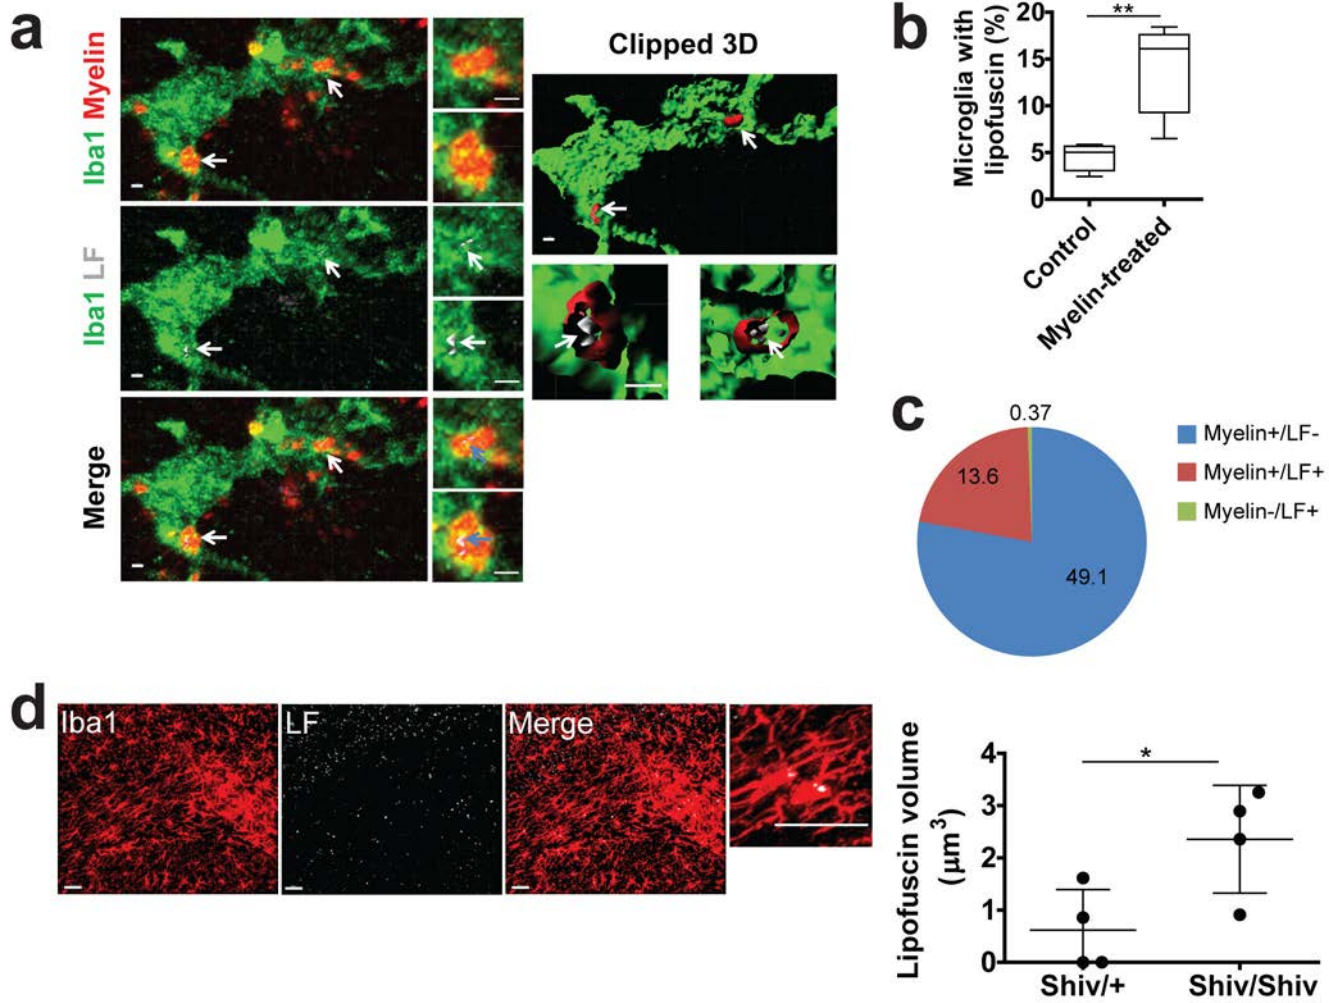 a
Iba1 Myelin
Iba1 LF
Merge
Clipped 3D
b
Microglia with
lipofuscin (%)
20
15
10
5
0
**
Control
Myelin-treated
c
0.37
13.6
49.1
Myelin+/LF-
Myelin+/LF+
Myelin-/LF+
d
Iba1
LF
Merge
Lipofuscin volume
(μm³)
4
3
2
1
0
*
Shiv/+
Shiv/Shiv